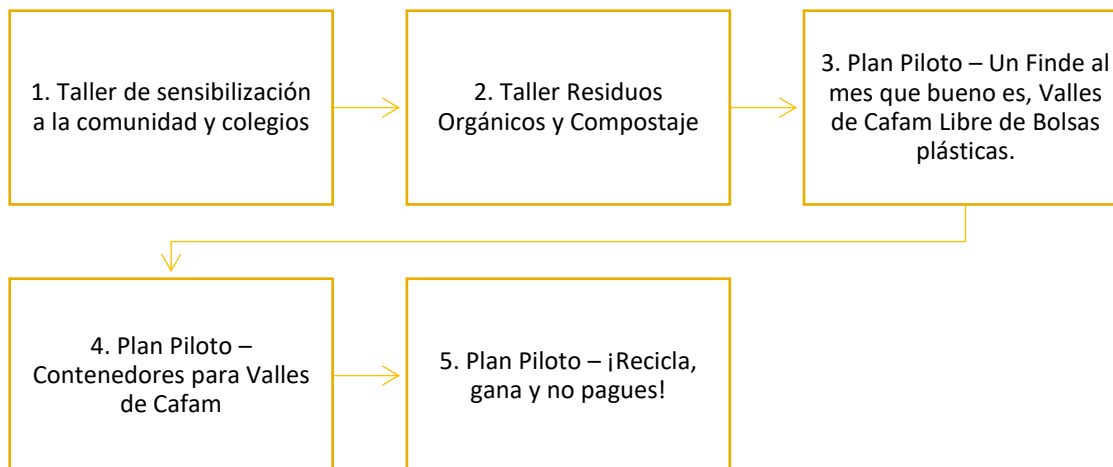 1. Taller de sensibilización
a la comunidad y colegios
2. Taller Residuos
Orgánicos y Compostaje
3. Plan Piloto – Un Finde al
mes que bueno es, Valles
de Cafam Libre de Bolsas
plásticas.
4. Plan Piloto –
Contenedores para Valles
de Cafam
5. Plan Piloto – ¡Recicla,
gana y no pagues!